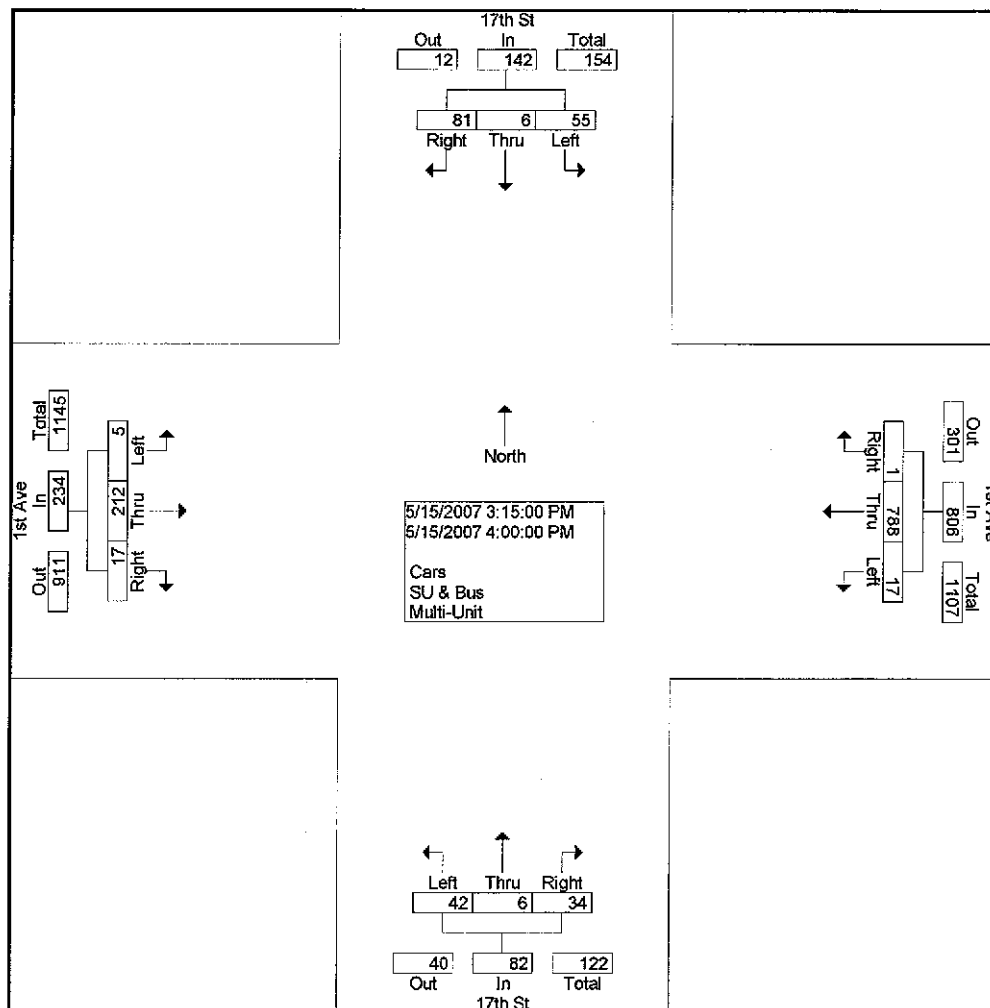 17th St
Out In Total
12 142 154
81 6 55
Right Thru Left
1st Ave
Total In Out
1145 234 911
5 212 17
Left Thru Right
North
5/15/2007 3:15:00 PM
5/15/2007 4:00:00 PM
Cars
SU & Bus
Multi-Unit
Right Thru Left
1 788 17
Out In Total
301 806 1107
Left Thru Right
42 6 34
40 82 122
Out In Total
17th St